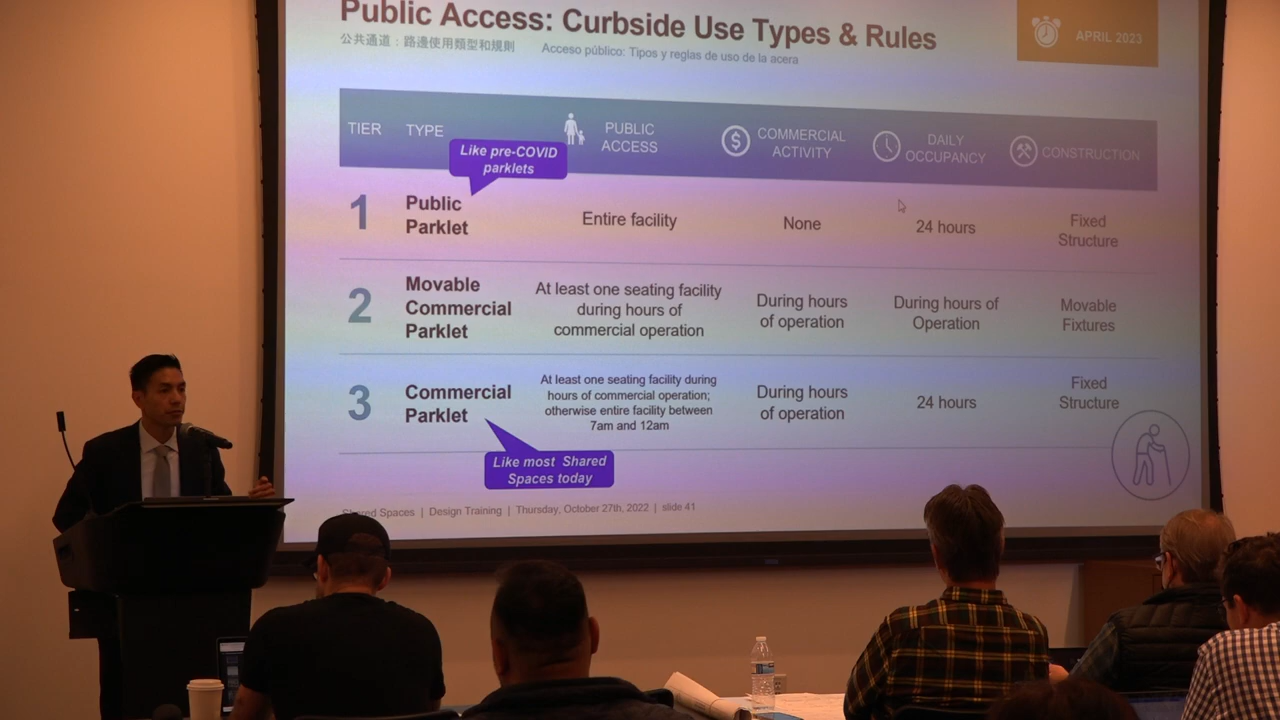 Public Access: Curbside Use Types & Rules
公共通道：路邊使用類型和規則
Acceso público: Tipos y reglas de uso de la acera
APRIL 2023
TIER
TYPE
PUBLIC
ACCESS
$
COMMERCIAL
ACTIVITY
DAILY
OCCUPANCY
CONSTRUCTION
Like pre-COVID
parklets
1
Public
Parklet
Entire facility
None
24 hours
Fixed
Structure
2
Movable
Commercial
Parklet
At least one seating facility
during hours of
commercial operation
During hours
of operation
During hours of
Operation
Movable
Fixtures
3
Commercial
Parklet
At least one seating facility during
hours of commercial operation;
otherwise entire facility between
7am and 12am
During hours
of operation
24 hours
Fixed
Structure
Like most Shared
Spaces today
Shared Spaces | Design Training | Thursday, October 27th, 2022 | slide 41